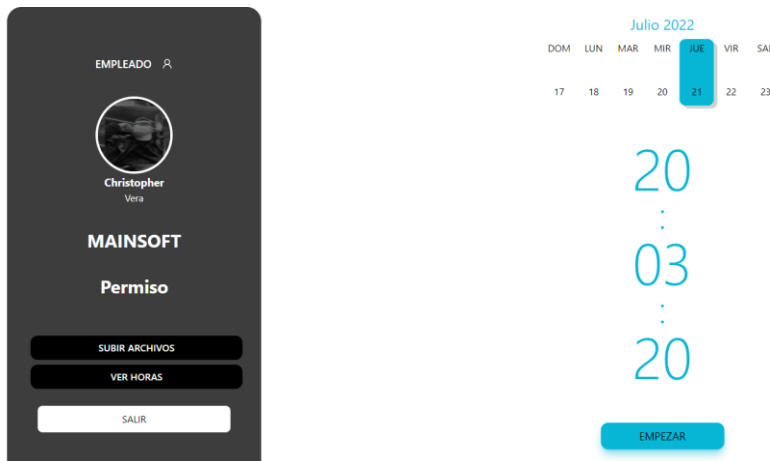 EMPLEADO
Christopher
Vera
MAINSOFT
Permiso
SUBIR ARCHIVOS
VER HORAS
SALIR
Julio 2022
DOM LUN MAR MIR JUE VIR SA
17 18 19 20 21 22 23
20
:
03
:
20
EMPEZAR